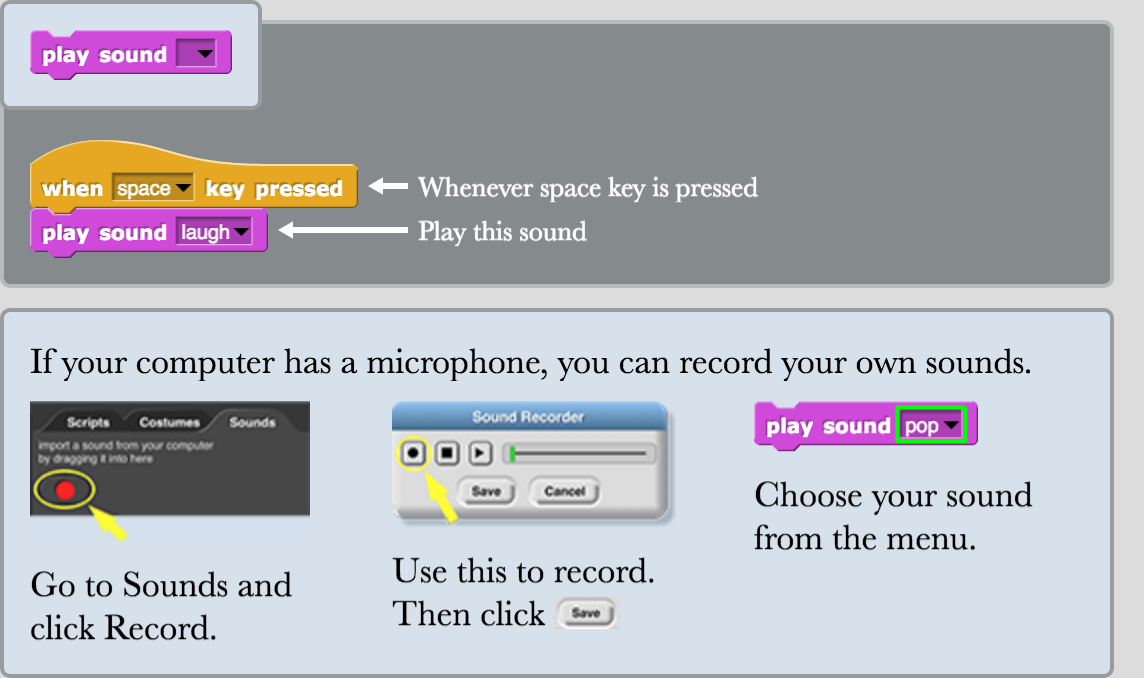 play sound
when space key pressed
Whenever space key is pressed
play sound laugh
Play this sound
If your computer has a microphone, you can record your own sounds.
Scripts Costumes Sounds
import a sound from your computer
by dragging it into here
Go to Sounds and
click Record.
Sound Recorder
Save Cancel
Use this to record.
Then click Save
play sound pop
Choose your sound
from the menu.